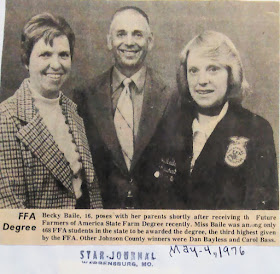 FFA
Degree
Becky Baile, 16, poses with her parents shortly after receiving th Future
Farmers of America State Farm Degree recently. Miss Baile was among only
students in the state to be awarded the degree, the third highest given
by the FFA. Other Johnson County winners were Dan Bayless and Carol Bass.
STAR-JOURNAL
WARRENSBURG, MO.
May-4, 1976